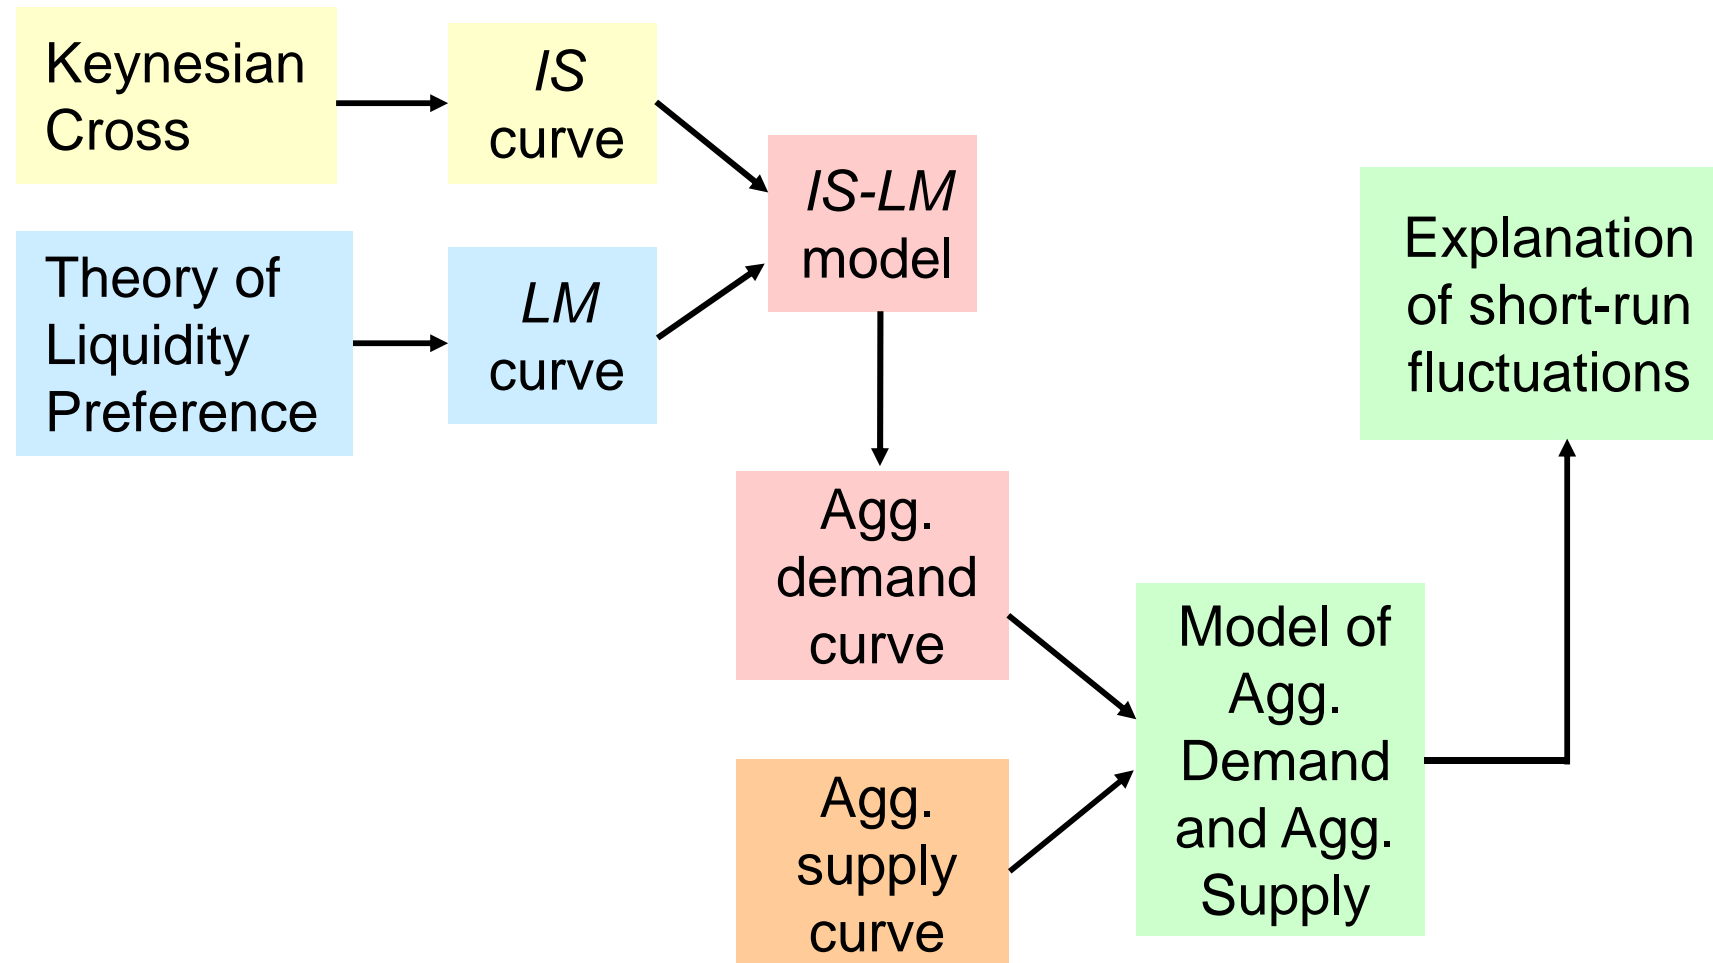 Keynesian
Cross
IS
curve
Theory of
Liquidity
Preference
LM
curve
IS-LM
model
Agg.
demand
curve
Agg.
supply
curve
Model of
Agg.
Demand
and Agg.
Supply
Explanation
of short-run
fluctuations